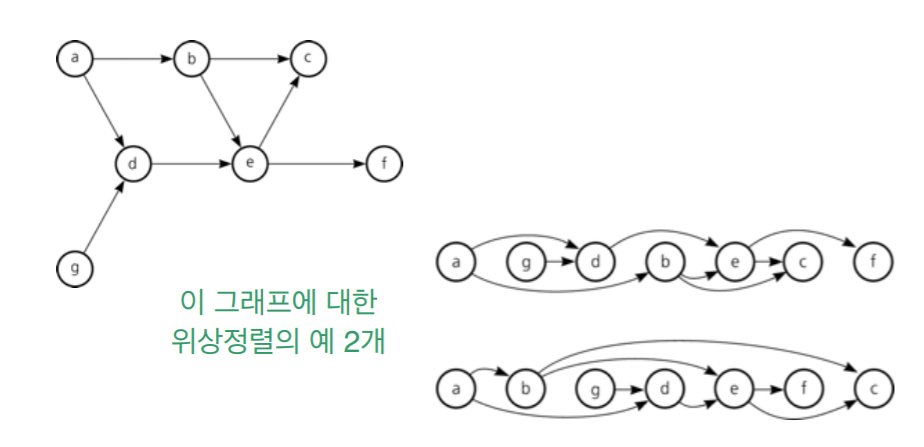 a b c
d e f
g
이 그래프에 대한
위상정렬의 예 2개
a g d b e c f
a b g d e f c